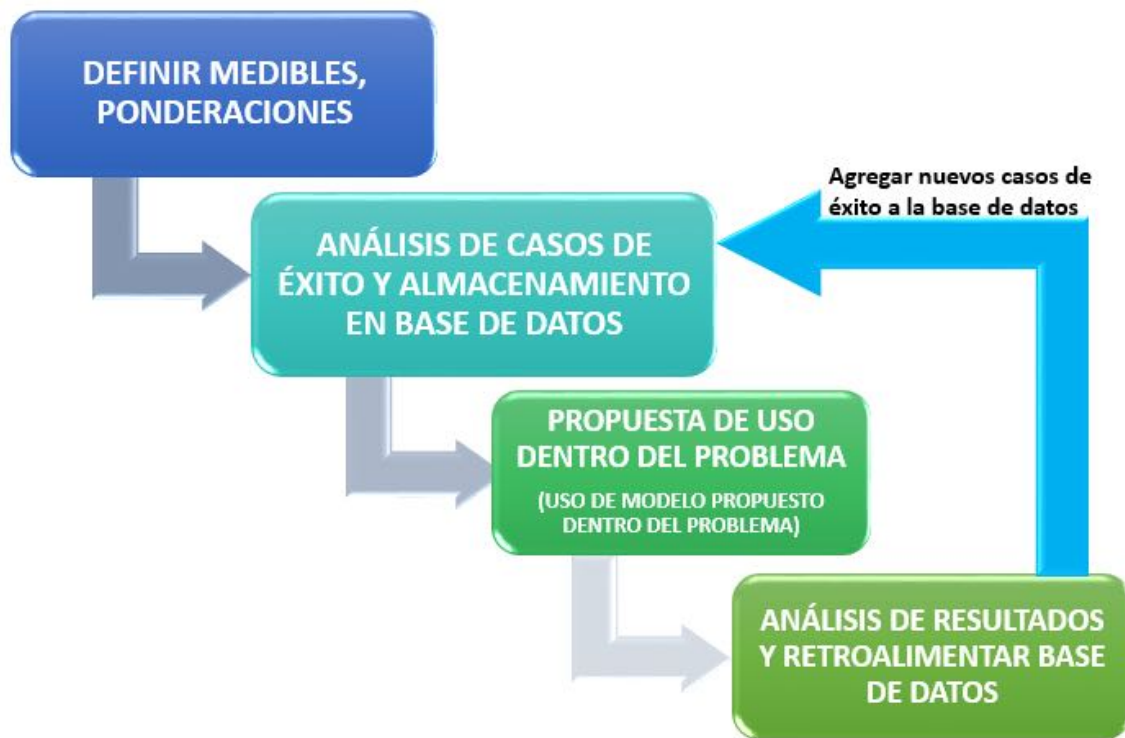 DEFINIR MEDIBLES,
PONDERACIONES
Agregar nuevos casos de
éxito a la base de datos
ANÁLISIS DE CASOS DE
ÉXITO Y ALMACENAMIENTO
EN BASE DE DATOS
PROPUESTA DE USO
DENTRO DEL PROBLEMA
(USO DE MODELO PROPUESTO
DENTRO DEL PROBLEMA)
ANÁLISIS DE RESULTADOS
Y RETROALIMENTAR BASE
DE DATOS